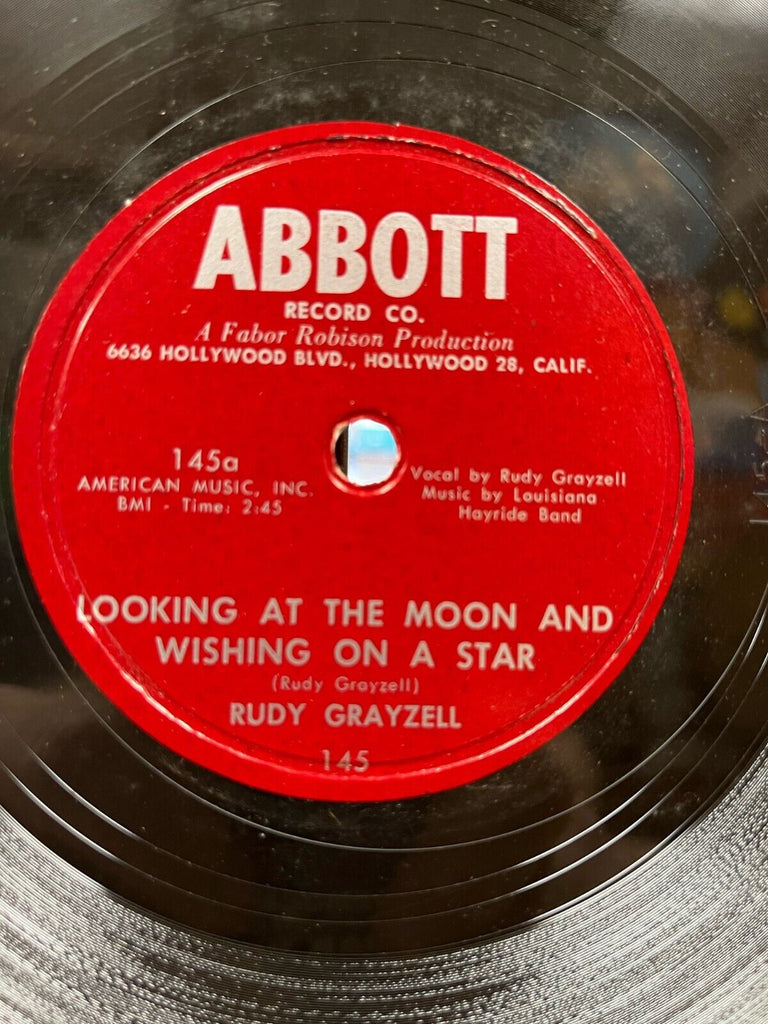 ABBOTT
RECORD CO.
A Fabor Robison Production
6636 HOLLYWOOD BLVD., HOLLYWOOD 28, CALIF.
145a
AMERICAN MUSIC, INC.
BMI - Time: 2:45
Vocal by Rudy Grayzell
Music by Louisiana
Hayride Band
LOOKING AT THE MOON AND
WISHING ON A STAR
(Rudy Grayzell)
RUDY GRAYZELL
145